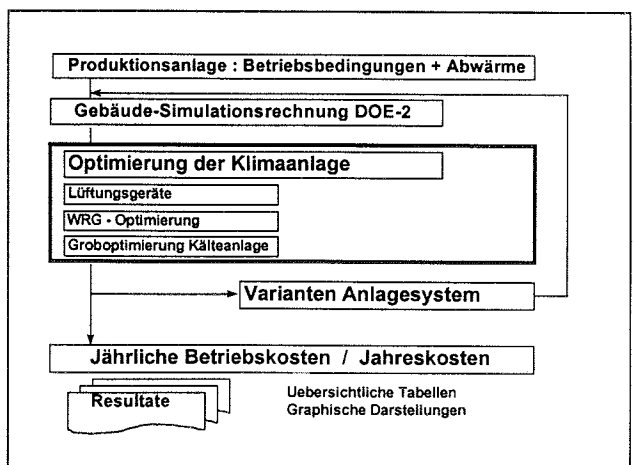 Produktionsanlage : Betriebsbedingungen + Abwärme
Gebäude-Simulationsrechnung DOE-2
Optimierung der Klimaanlage
Lüftungsgeräte
WRG - Optimierung
Groboptimierung Kälteanlage
Varianten Anlagesystem
Jährliche Betriebskosten / Jahreskosten
Resultate
Uebersichtliche Tabellen
Graphische Darstellungen